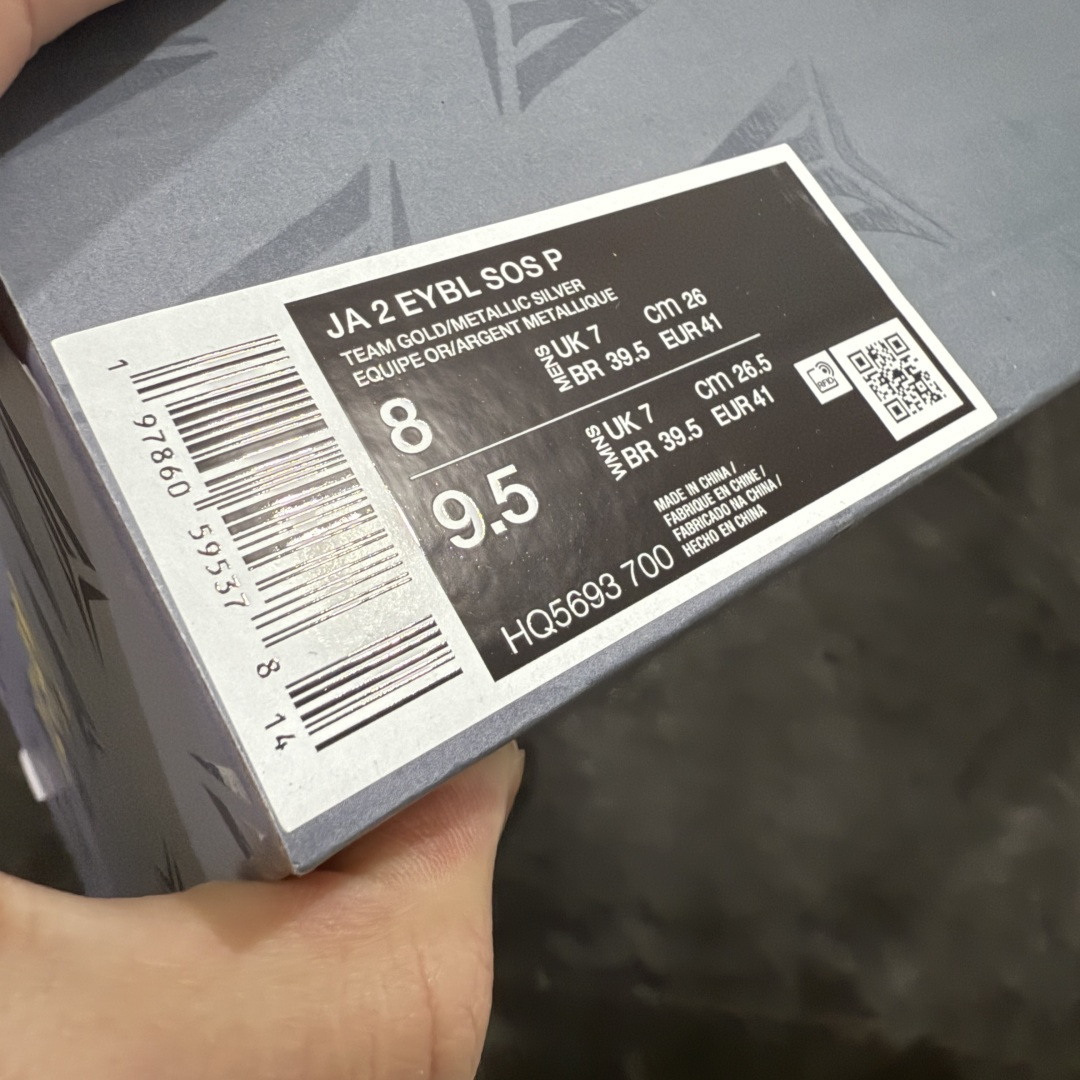 JA 2 EYBL SOS P
TEAM GOLD/METALLIC SILVER
EQUIPE OR/ARGENT METALLIQUE
8
MENS
UK 7 cm 26
BR 39.5 EUR 41
9.5
WMNS
UK 7 cm 26.5
BR 39.5 EUR 41
HQ5693 700
MADE IN CHINA /
FABRIQUE EN CHINE /
FABRICADO NA CHINA /
HECHO EN CHINA
RFID
1 97860 59537 8 14